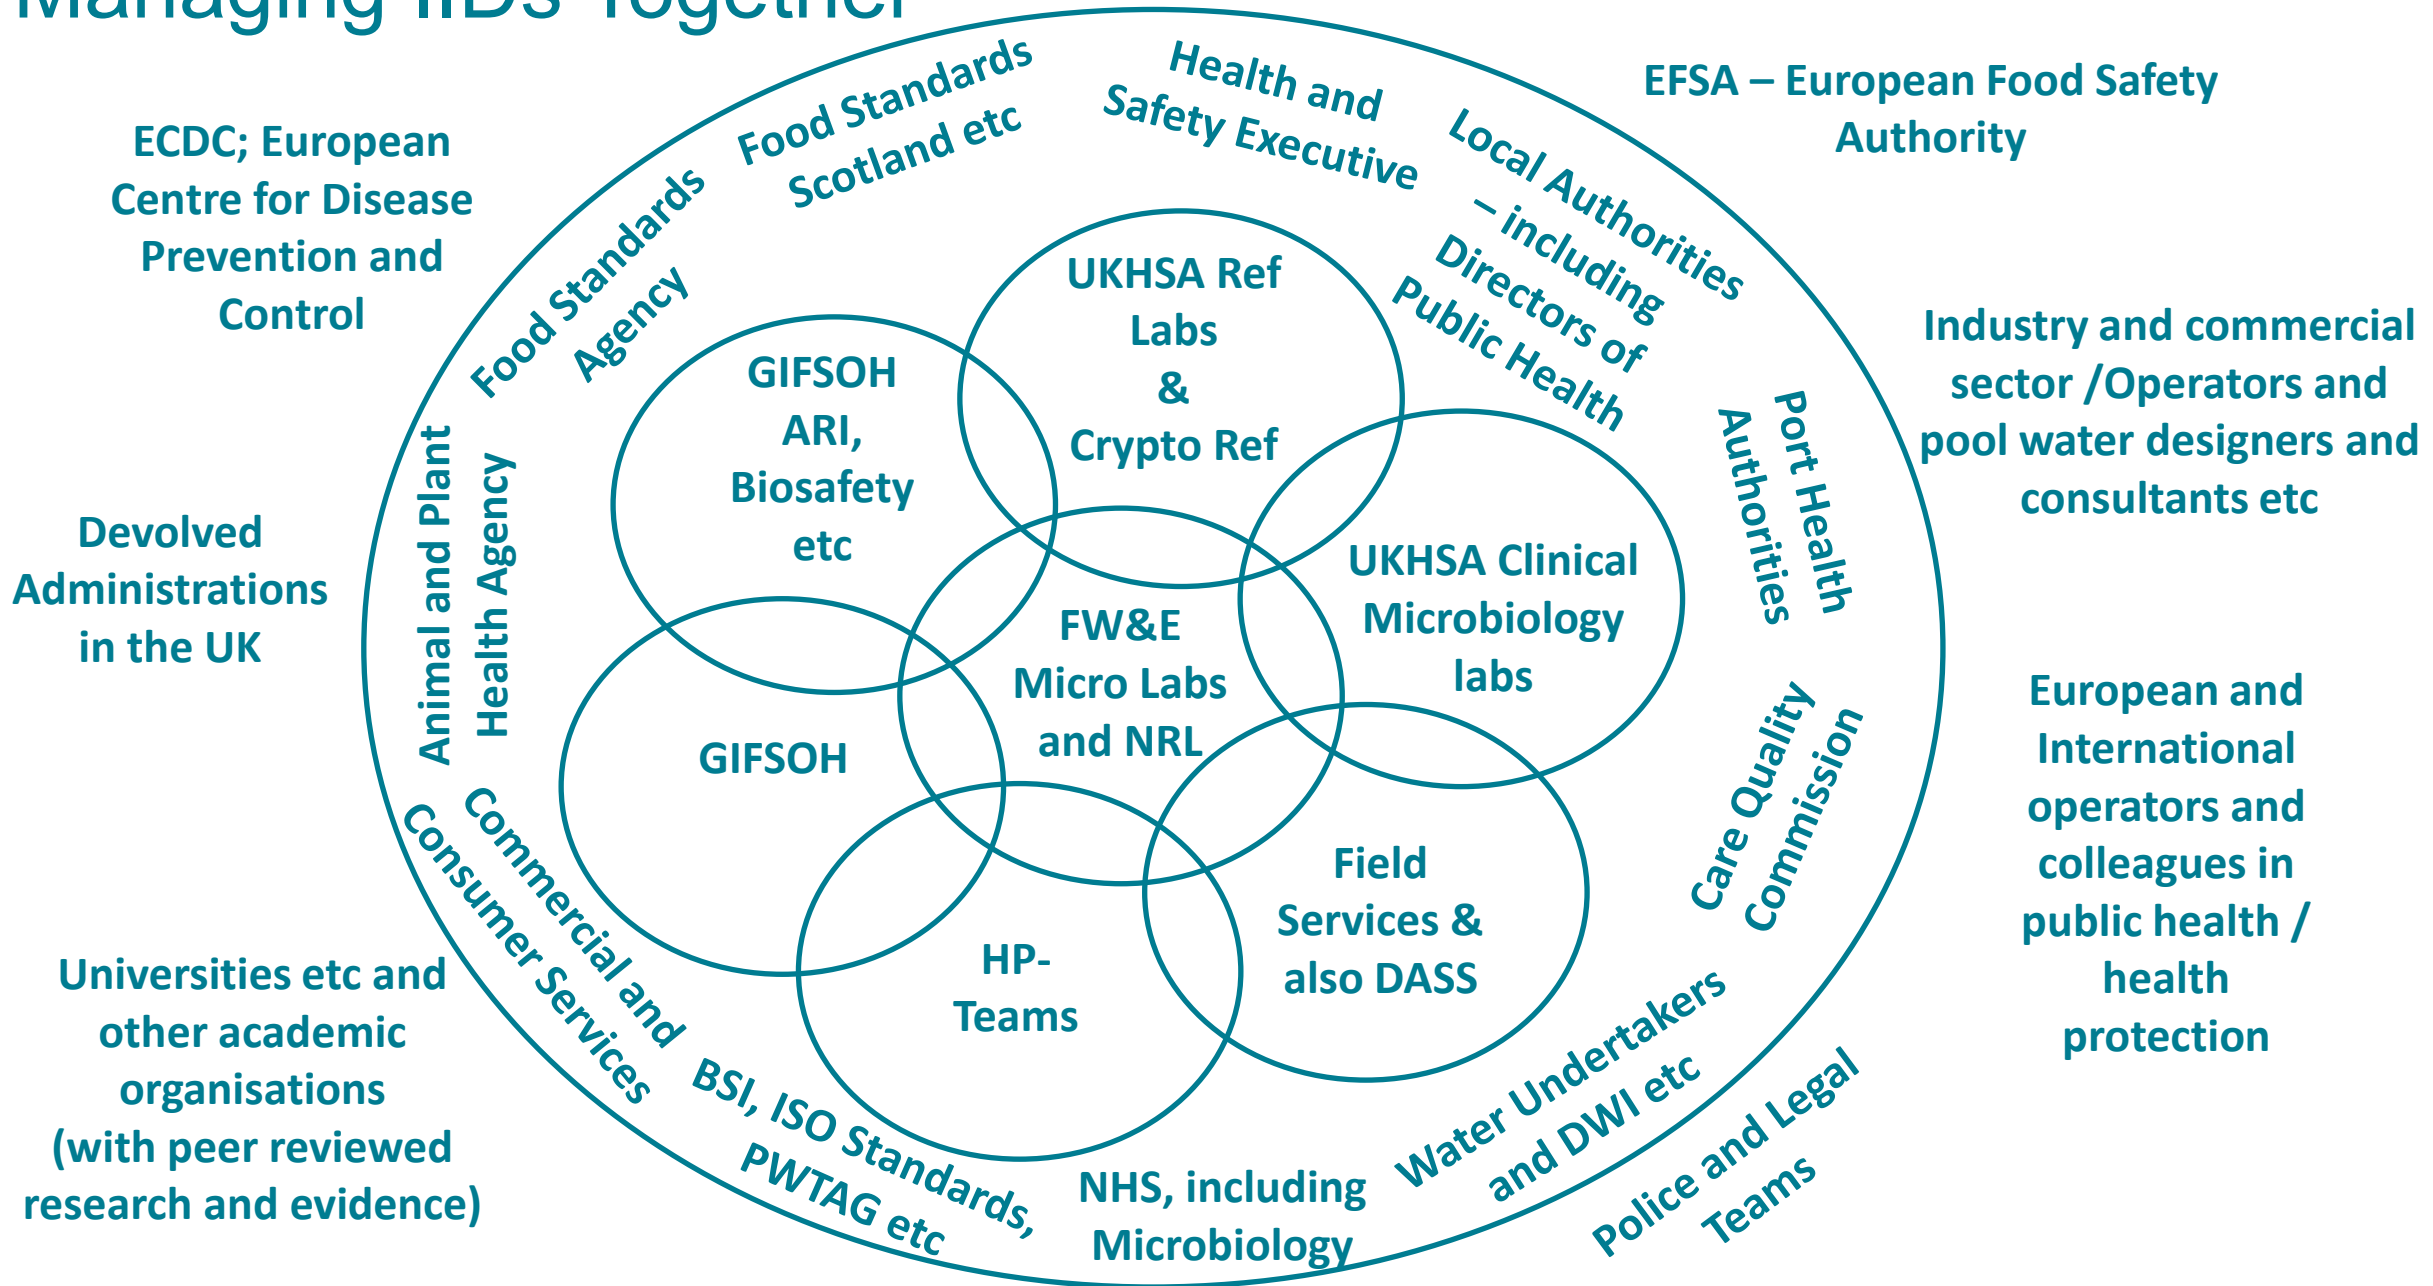 Managing IIDs Together
ECDC; European
Centre for Disease
Prevention and
Control
Food Standards
Agency
Food Standards
Scotland etc
Health and
Safety Executive
Local Authorities
– including
Directors of
Public Health
EFSA – European Food Safety
Authority
Industry and commercial
sector /Operators and
pool water designers and
consultants etc
Port Health
Authorities
UKHSA Ref
Labs
&
Crypto Ref
GIFSOH
ARI,
Biosafety
etc
UKHSA Clinical
Microbiology
labs
FW&E
Micro Labs
and NRL
GIFSOH
HP-
Teams
Field
Services &
also DASS
Devolved
Administrations
in the UK
Animal and Plant
Health Agency
Care Quality
Commission
European and
International
operators and
colleagues in
public health /
health
protection
Commercial and
Consumer Services
Universities etc and
other academic
organisations
(with peer reviewed
research and evidence)
BSI, ISO Standards,
PWTAG etc
NHS, including
Microbiology
Water Undertakers
and DWI etc
Police and Legal
Teams